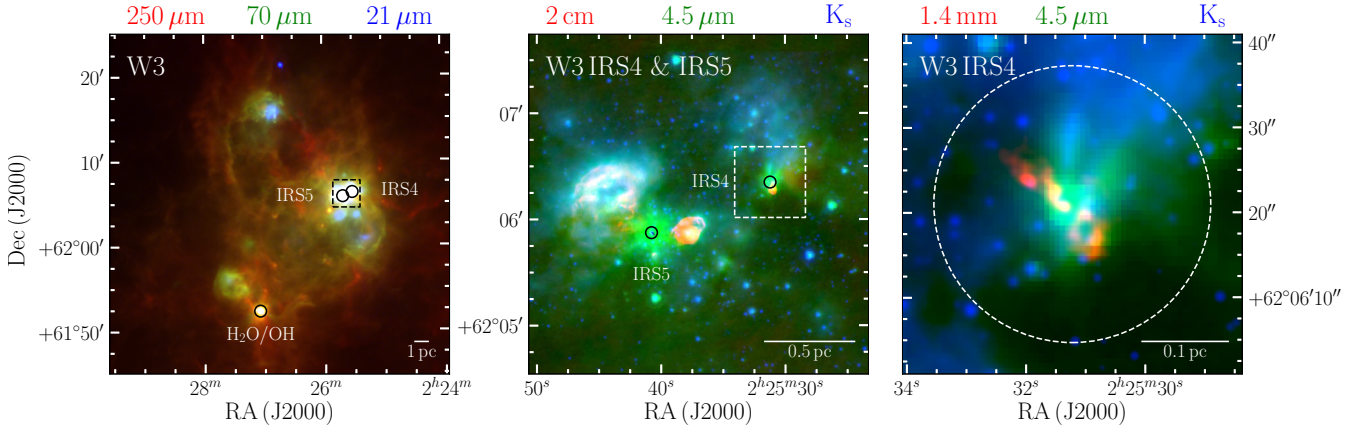 250 μm 70 μm 21 μm
W3
IRS5 IRS4
H₂O/OH
1 pc
20′
10′
+62°00′
+61°50′
Dec (J2000)
28ᵐ 26ᵐ 2ʰ24ᵐ
RA (J2000)
2 cm 4.5 μm Kₛ
W3 IRS4 & IRS5
IRS4
IRS5
0.5 pc
07′
06′
+62°05′
50ˢ 40ˢ 2ʰ25ᵐ30ˢ
RA (J2000)
1.4 mm 4.5 μm Kₛ
W3 IRS4
0.1 pc
40″
30″
20″
+62°06′10″
34ˢ 32ˢ 2ʰ25ᵐ30ˢ
RA (J2000)